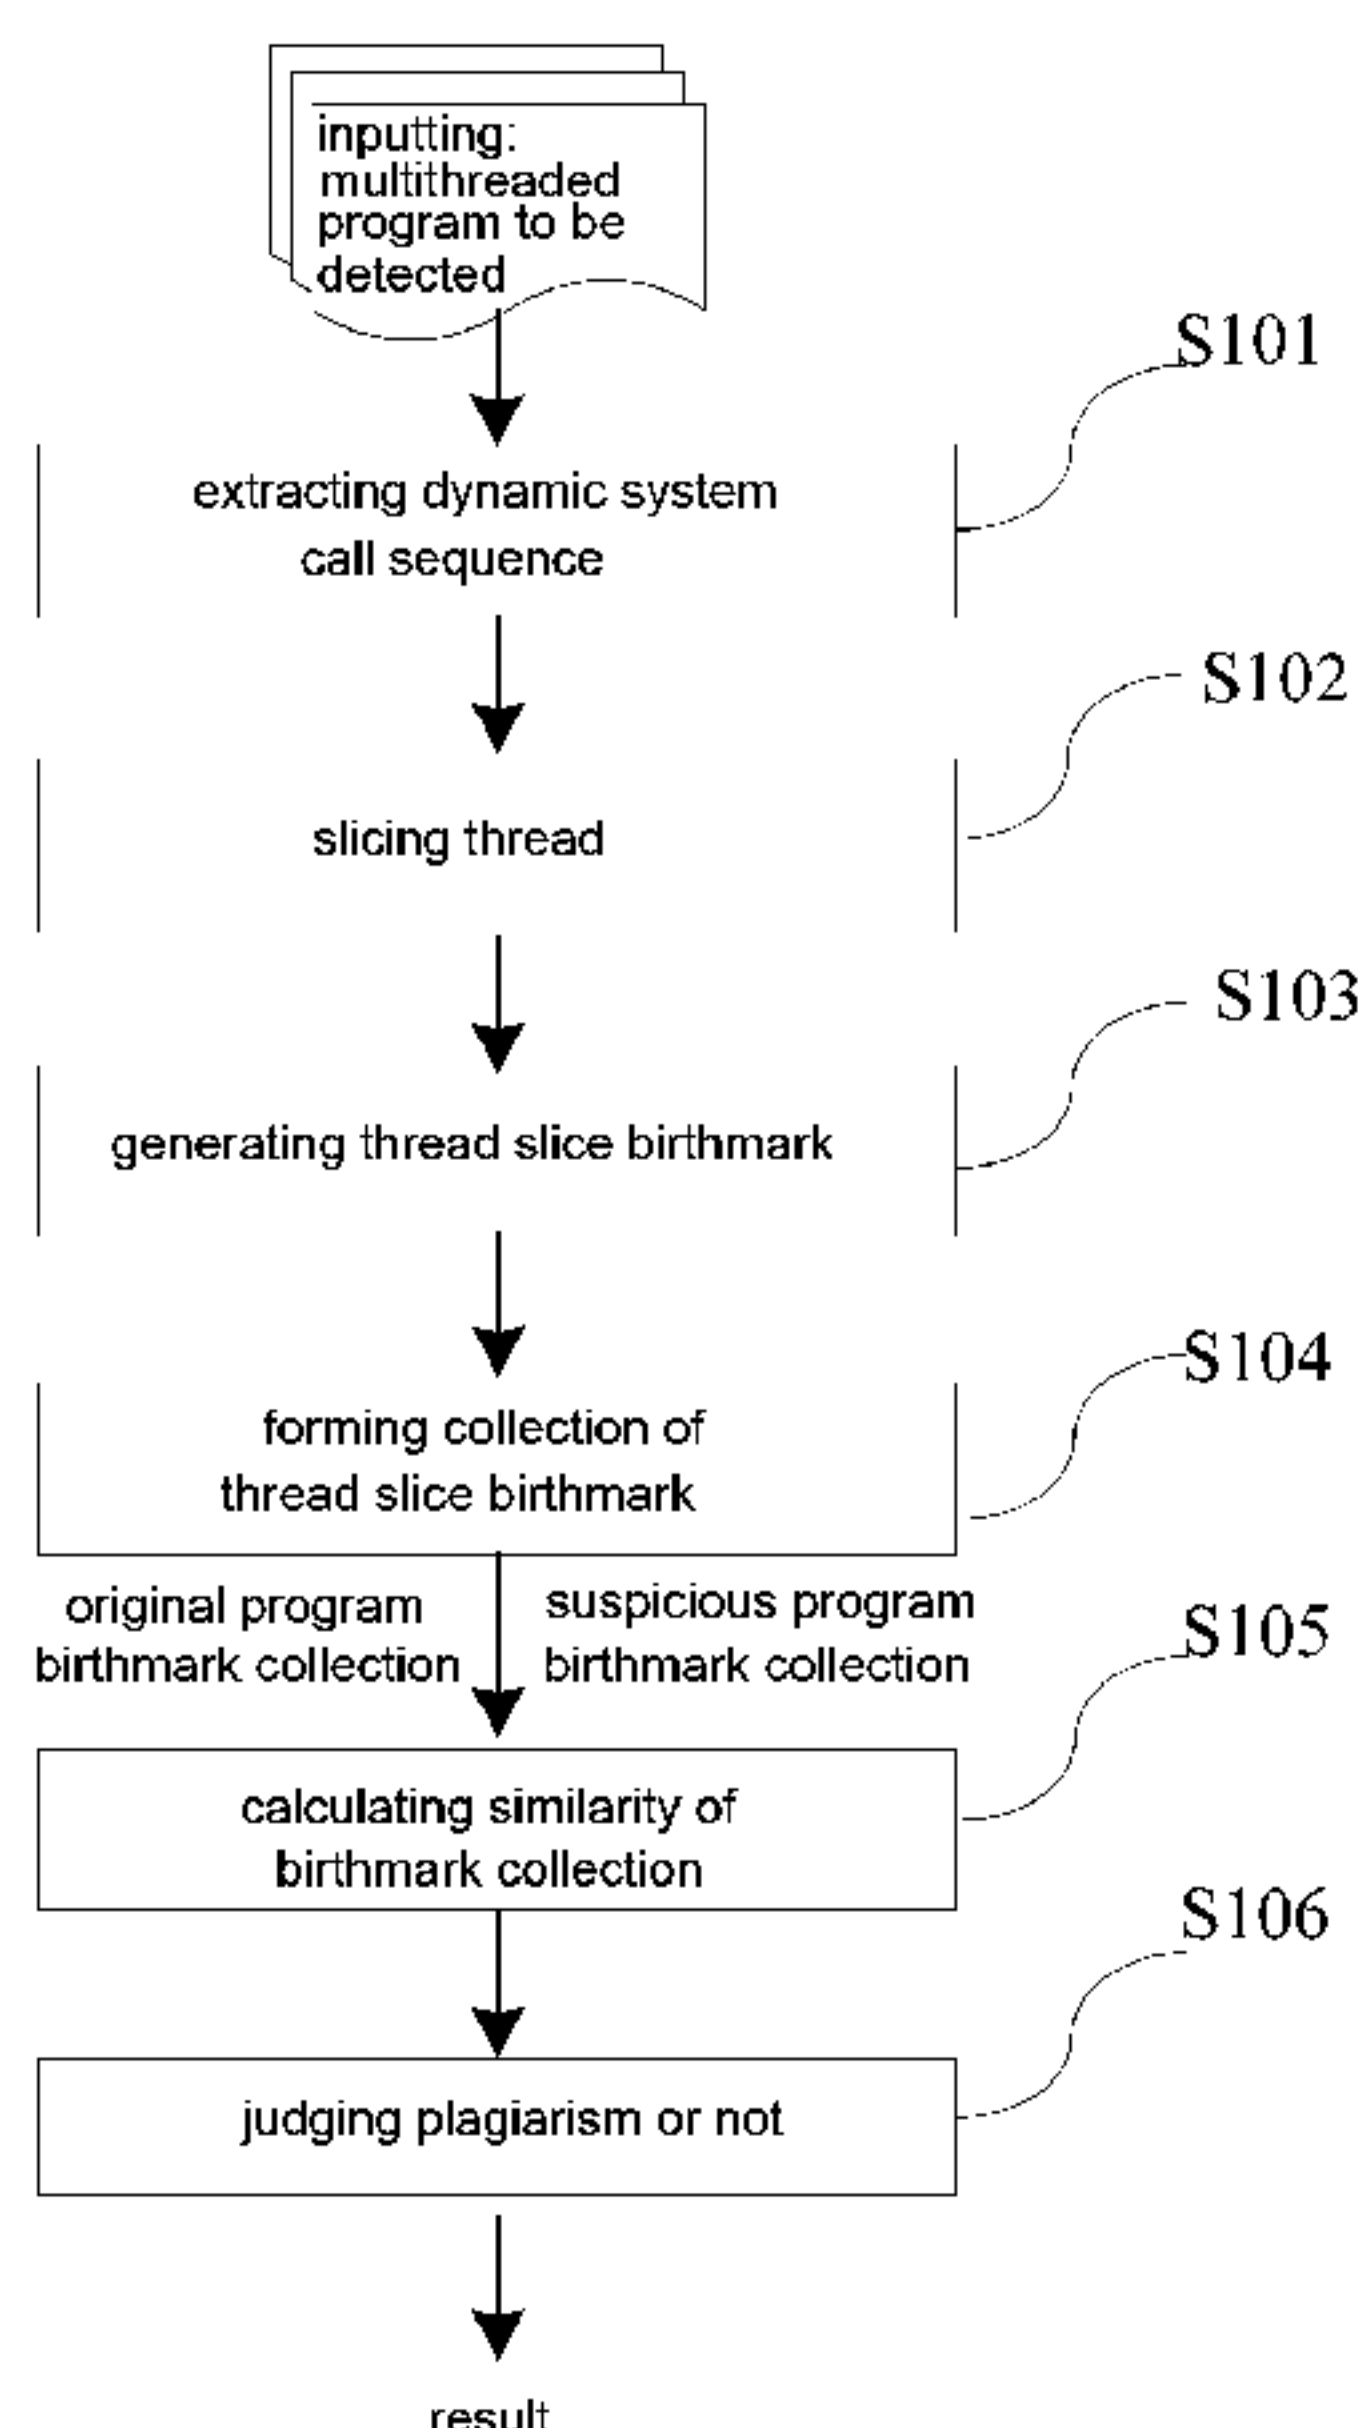 inputting:
multithreaded
program to be
detected
S101
extracting dynamic system
call sequence
S102
slicing thread
S103
generating thread slice birthmark
S104
forming collection of
thread slice birthmark
original program
birthmark collection
suspicious program
birthmark collection
S105
calculating similarity of
birthmark collection
S106
judging plagiarism or not
result